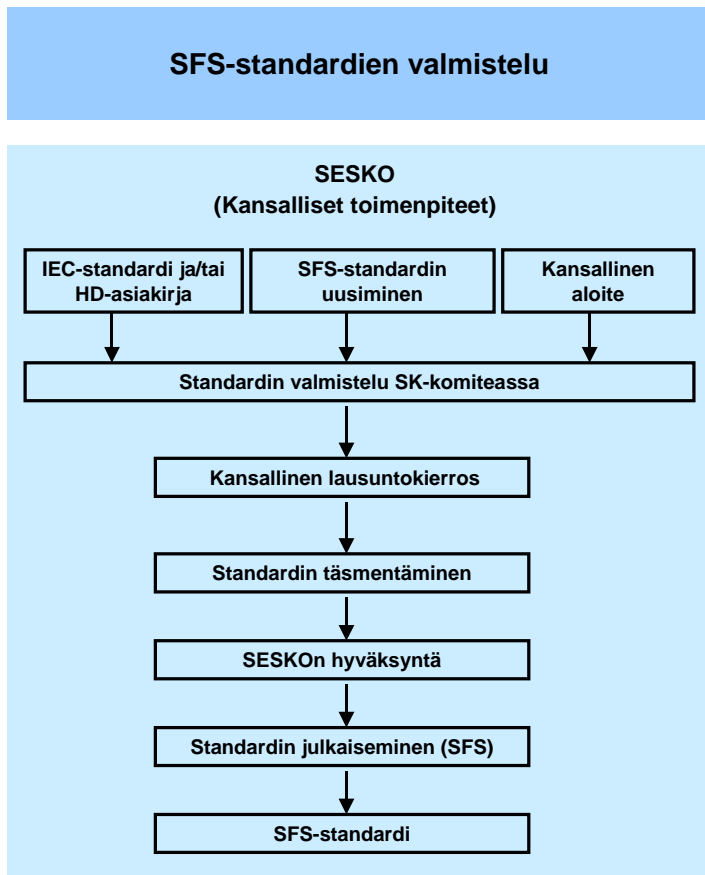 SFS-standardien valmistelu
SESKO
(Kansalliset toimenpiteet)
IEC-standardi ja/tai
HD-asiakirja
SFS-standardin
uusiminen
Kansallinen
aloite
Standardin valmistelu SK-komiteassa
Kansallinen lausuntokierros
Standardin täsmentäminen
SESKOn hyväksyntä
Standardin julkaiseminen (SFS)
SFS-standardi